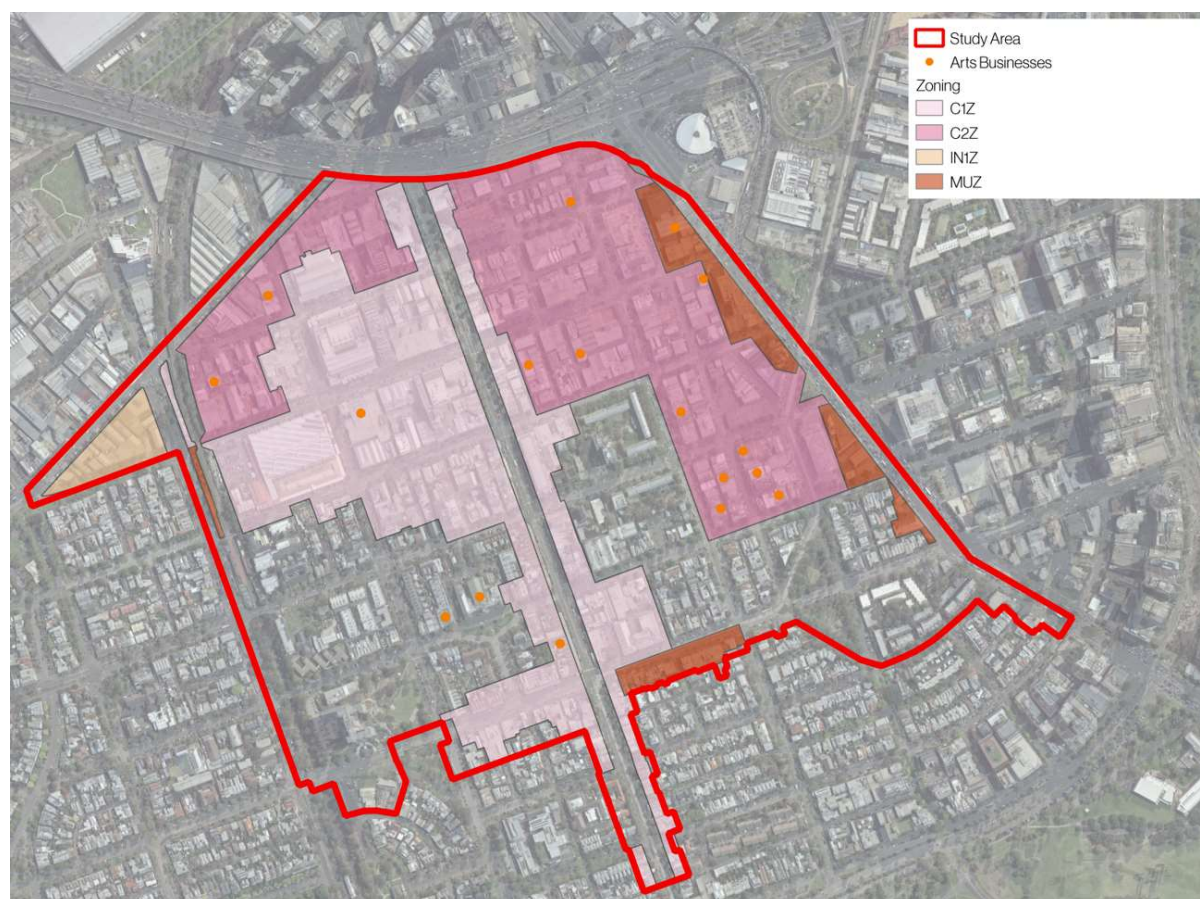 Study Area
Arts Businesses
Zoning
C1Z
C2Z
IN1Z
MUZ